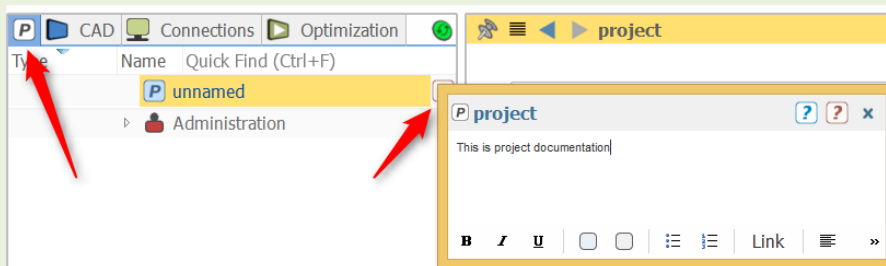 P CAD Connections Optimization project
Type Name Quick Find (Ctrl+F)
P unnamed
Administration
P project ? ? x
This is project documentation
B I U Link »